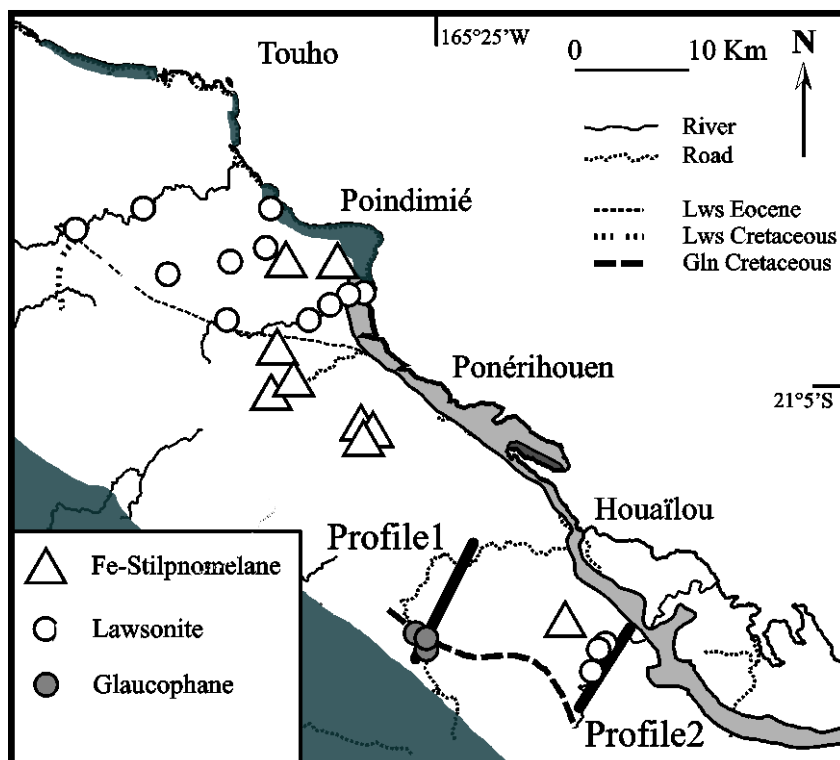 Touho
165°25’W
0 10 Km
N
River
Road
Poindimié
Lws Eocene
Lws Cretaceous
Gln Cretaceous
Ponérihouen
21°5’S
Houaïlou
Profile1
Fe-Stilpnomelane
Lawsonite
Glaucophane
Profile2